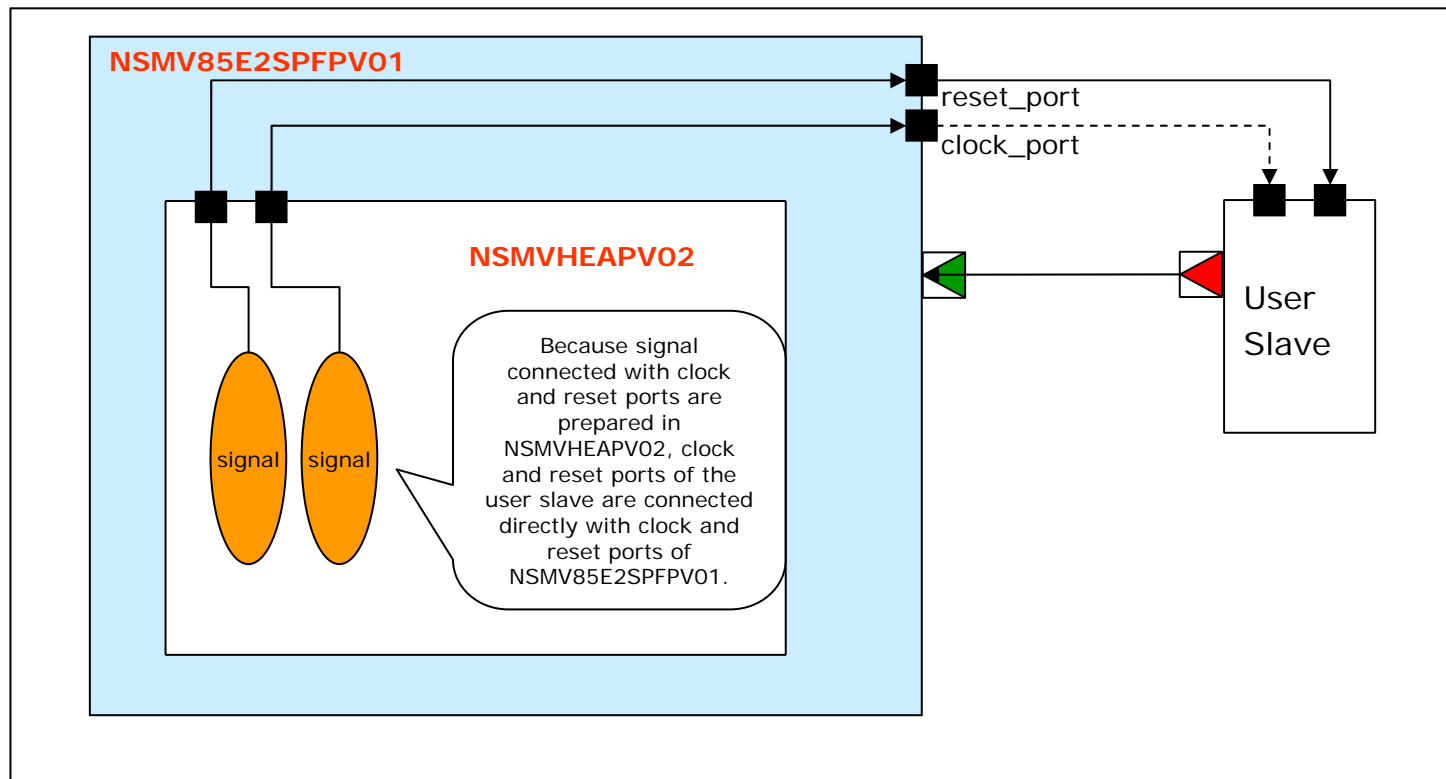 NSMV85E2SPFPV01
reset_port
clock_port
NSMVHEAPV02
User
Slave
Because signal
connected with clock
and reset ports are
prepared in
NSMVHEAPV02, clock
and reset ports of the
user slave are connected
directly with clock and
reset ports of
NSMV85E2SPFPV01.
signal
signal